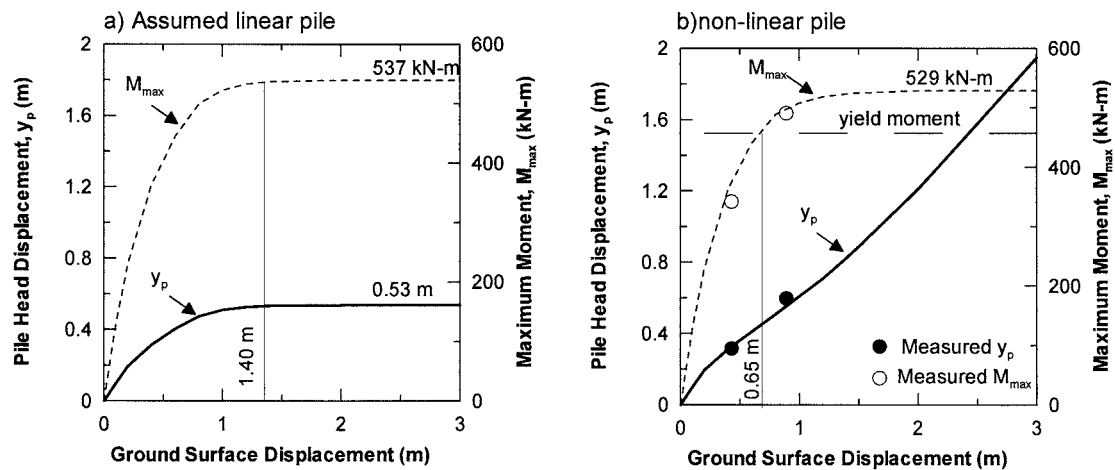 a) Assumed linear pile
2
1.6
1.2
0.8
0.4
0
Pile Head Displacement, yp (m)
600
400
200
0
Maximum Moment, Mmax (kN-m)
0 1 2 3
Ground Surface Displacement (m)
537 kN-m
Mmax
yp
0.53 m
1.40 m
b)non-linear pile
2
1.6
1.2
0.8
0.4
0
Pile Head Displacement, yp (m)
600
400
200
0
Maximum Moment, Mmax (kN-m)
0 1 2 3
Ground Surface Displacement (m)
Mmax
529 kN-m
yield moment
yp
0.65 m
Measured yp
Measured Mmax